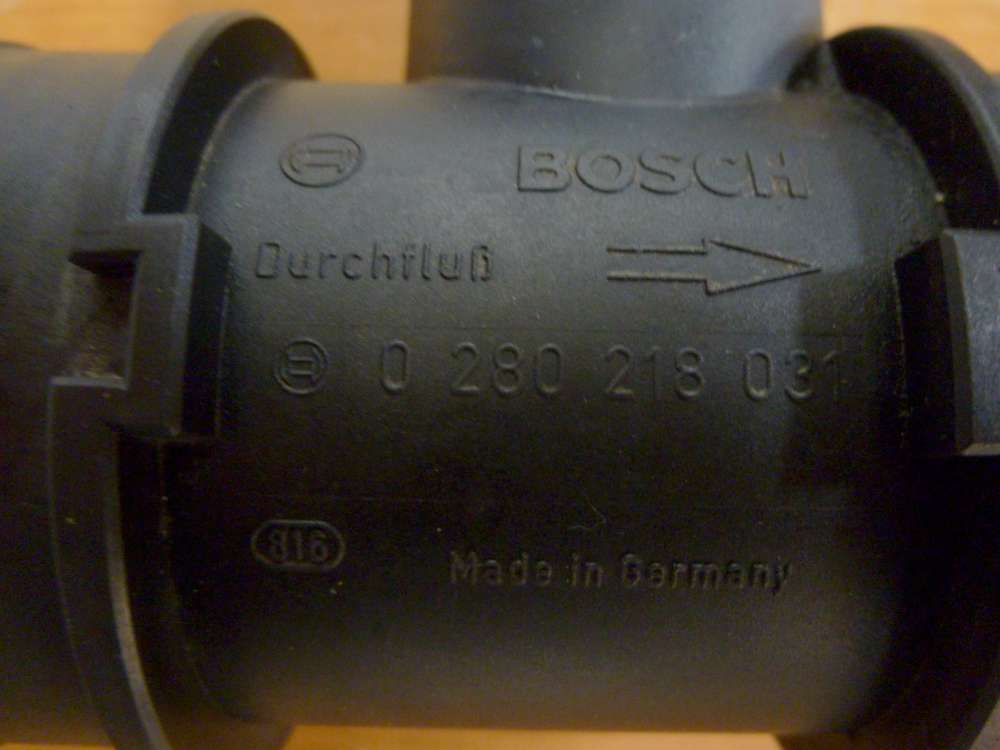 BOSCH
Durchfluß
0 280 218 031
816
Made in Germany